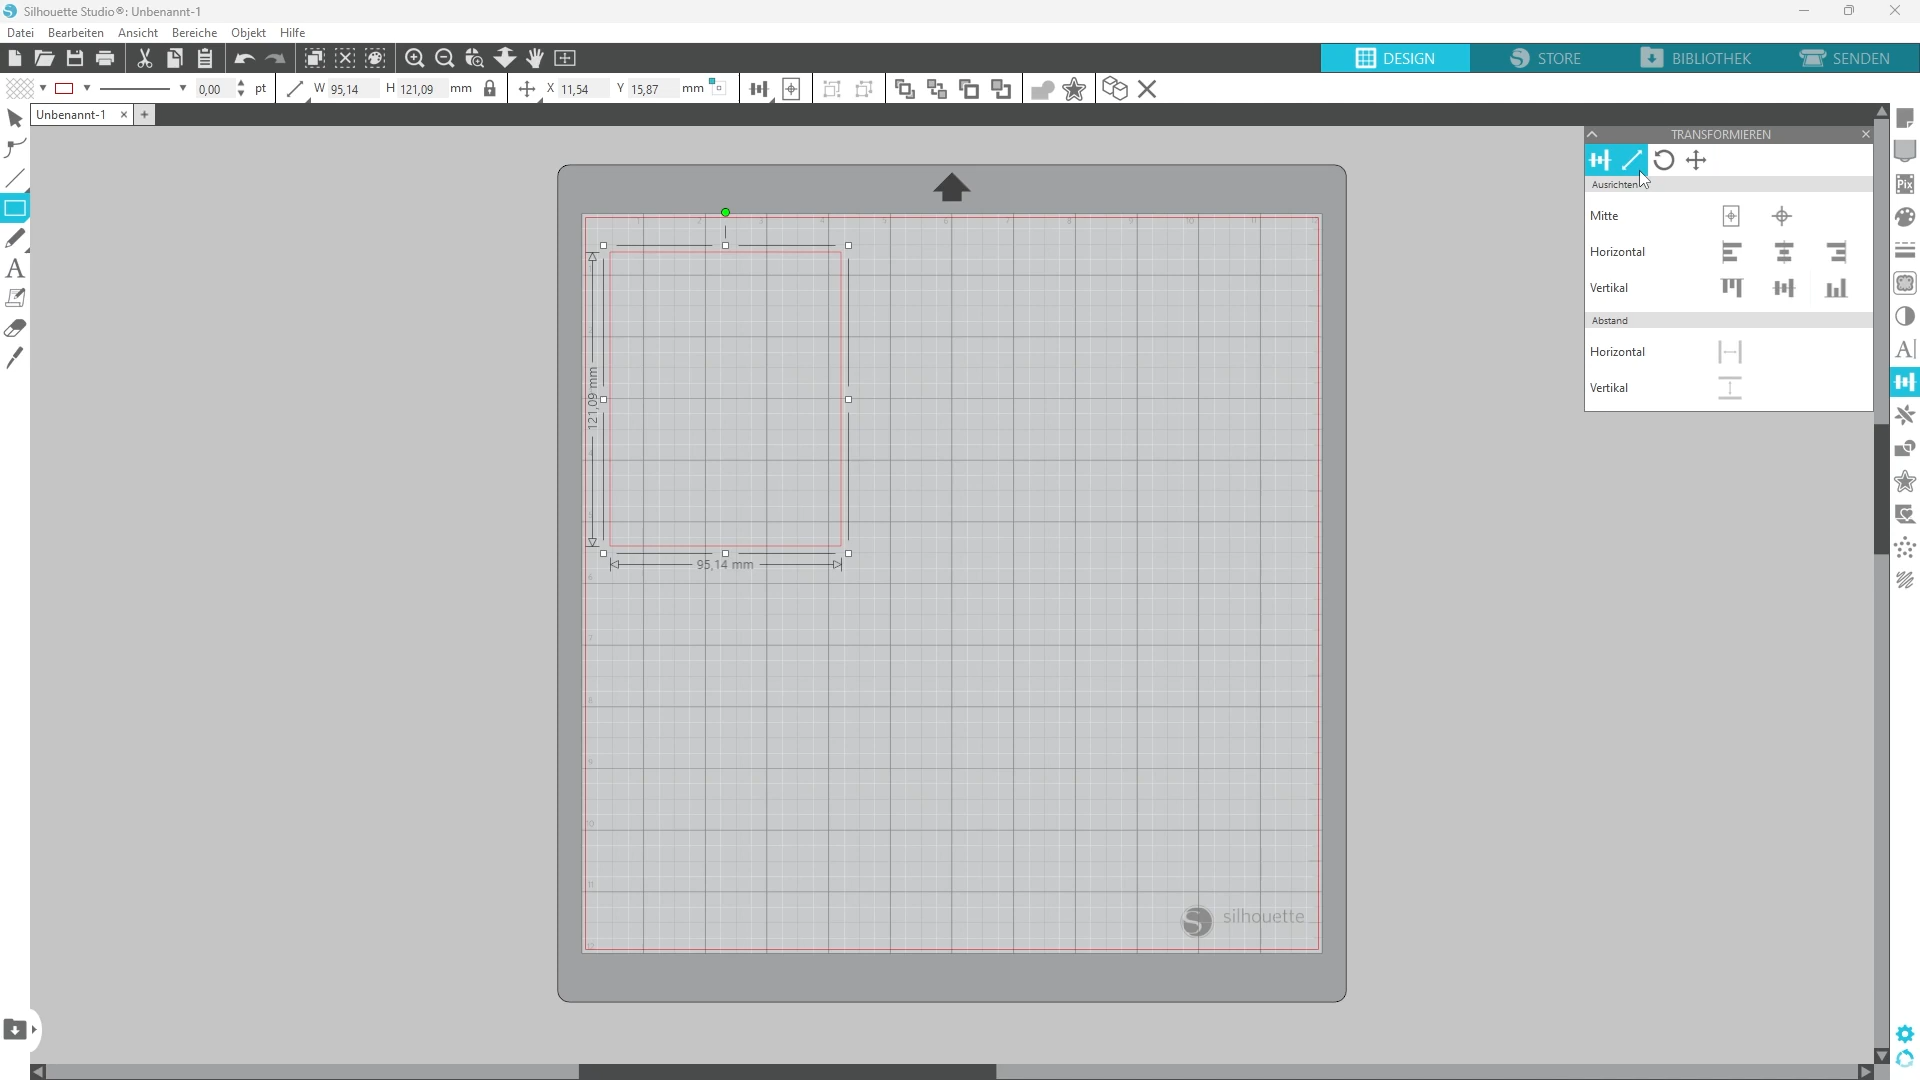 Silhouette Studio®: Unbenannt-1
Datei Bearbeiten Ansicht Bereiche Objekt Hilfe
DESIGN STORE BIBLIOTHEK SENDEN
0,00 pt W 95,14 H 121,09 mm X 11,54 Y 15,87 mm
Unbenannt-1
TRANSFORMIEREN
Ausrichten
Mitte
Horizontal
Vertikal
Abstand
Horizontal
Vertikal
121,09 mm
95,14 mm
silhouette
Pix